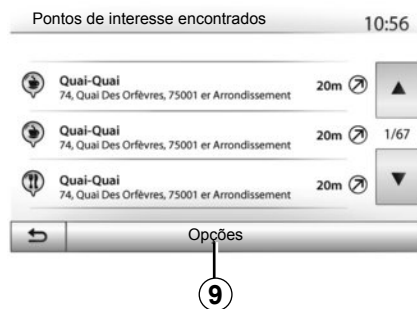 Pontos de interesse encontrados 10:56
Quai-Quai
74, Quai Des Orfèvres, 75001 er Arrondissement 20m
Quai-Quai
74, Quai Des Orfèvres, 75001 er Arrondissement 20m
1/67
Quai-Quai
74, Quai Des Orfèvres, 75001 er Arrondissement 20m
Opções
9